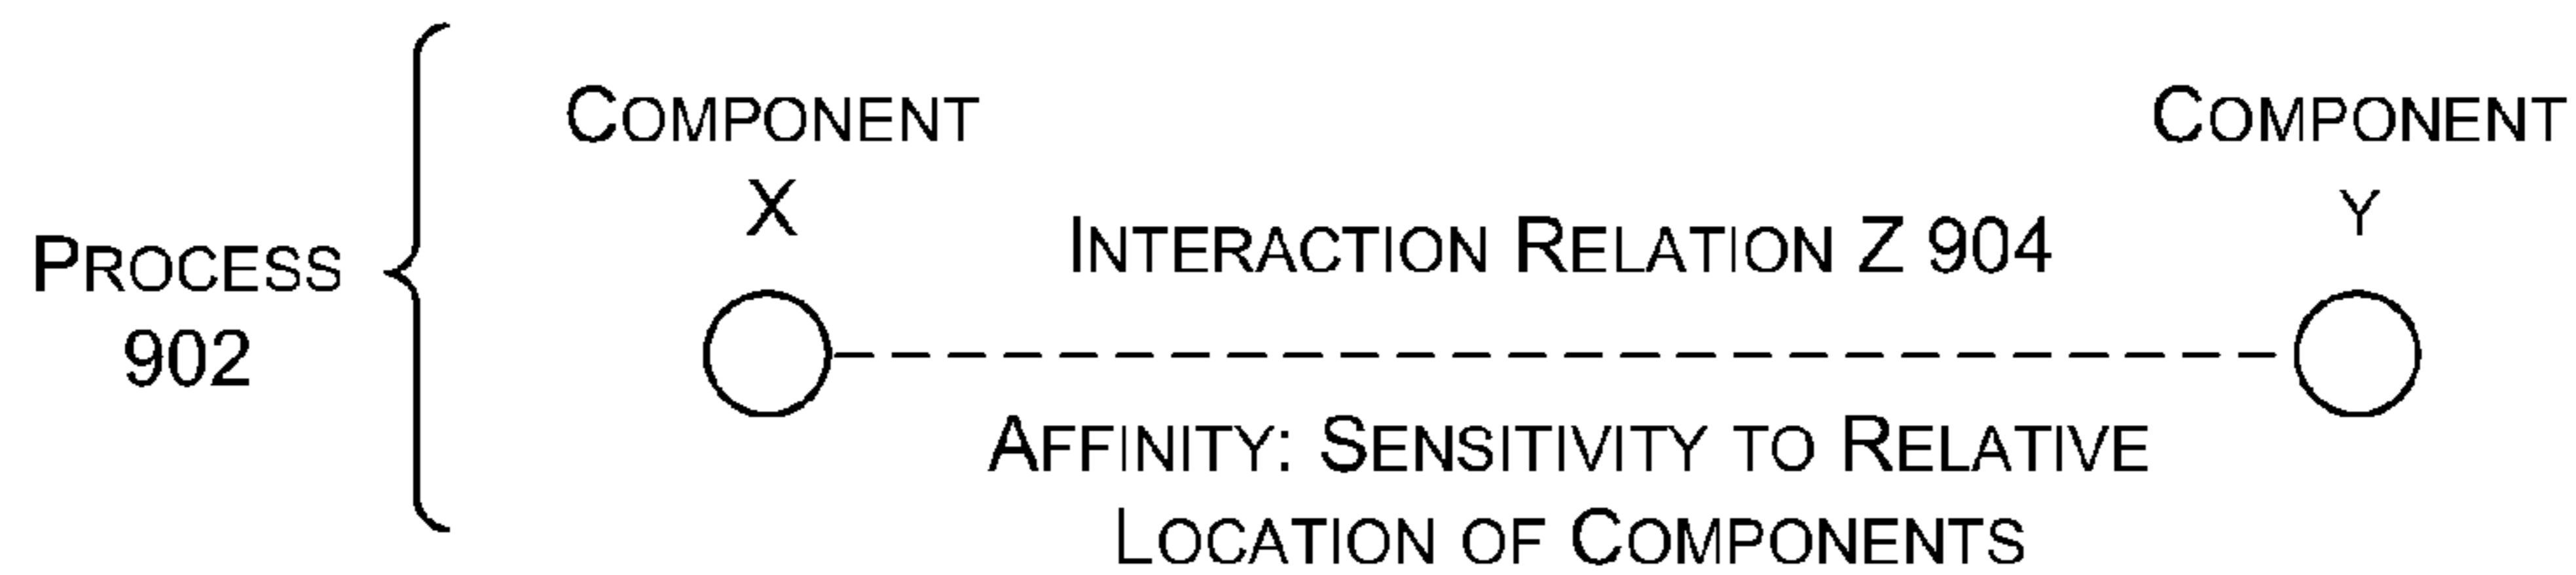 PROCESS
902
COMPONENT
X
INTERACTION RELATION Z 904
COMPONENT
Y
AFFINITY: SENSITIVITY TO RELATIVE
LOCATION OF COMPONENTS